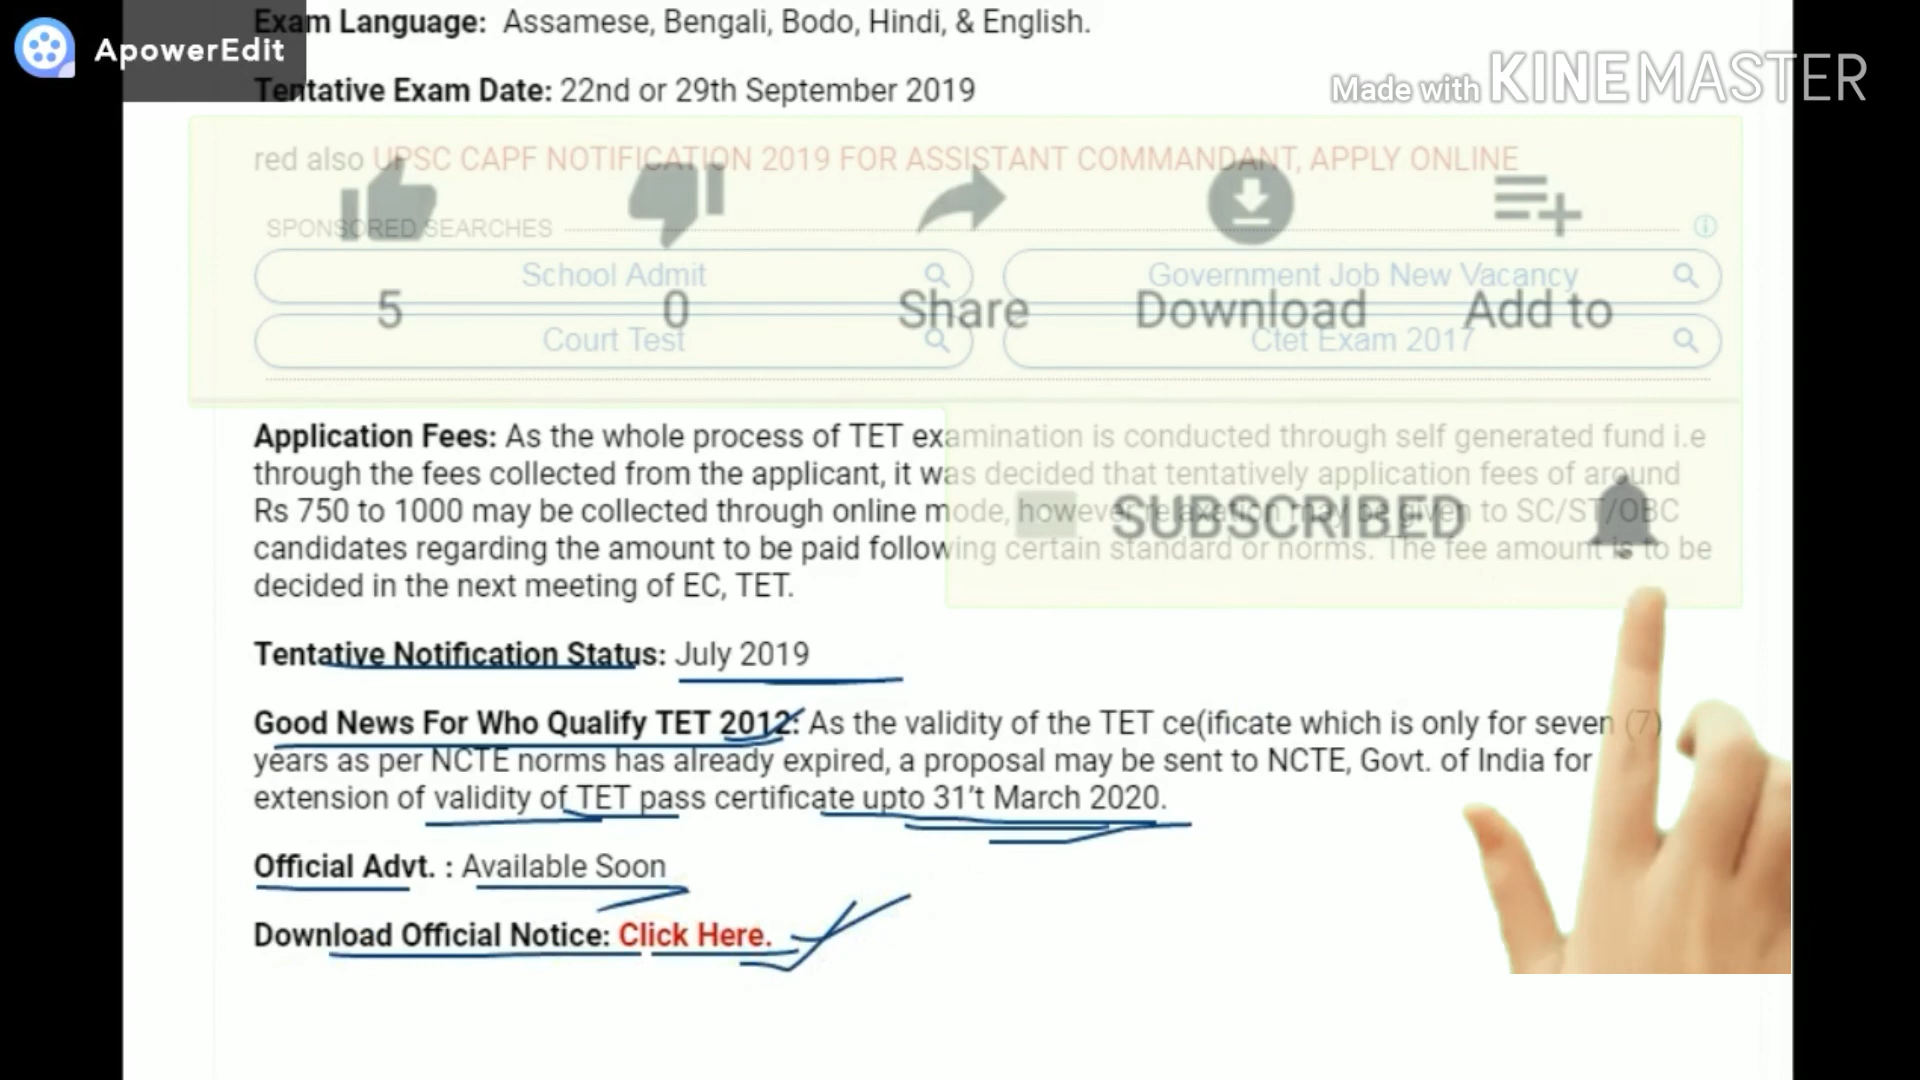 Exam Language: Assamese, Bengali, Bodo, Hindi, & English.
ApowerEdit
Made with KINEMASTER
Tentative Exam Date: 22nd or 29th September 2019
red also UPSC CAPF NOTIFICATION 2019 FOR ASSISTANT COMMANDANT, APPLY ONLINE
SPONSORED SEARCHES
School Admit
Government Job New Vacancy
5
0
Share
Download
Add to
Court Test
Ctet Exam 2017
Application Fees: As the whole process of TET examination is conducted through self generated fund i.e
through the fees collected from the applicant, it was decided that tentatively application fees of around
Rs 750 to 1000 may be collected through online mode, however relaxation may be given to SC/ST/OBC
SUBSCRIBED
candidates regarding the amount to be paid following certain standard or norms. The fee amount is to be
decided in the next meeting of EC, TET.
Tentative Notification Status: July 2019
Good News For Who Qualify TET 2012: As the validity of the TET ce(ificate which is only for seven (7)
years as per NCTE norms has already expired, a proposal may be sent to NCTE, Govt. of India for
extension of validity of TET pass certificate upto 31't March 2020.
Official Advt. : Available Soon
Download Official Notice: Click Here.